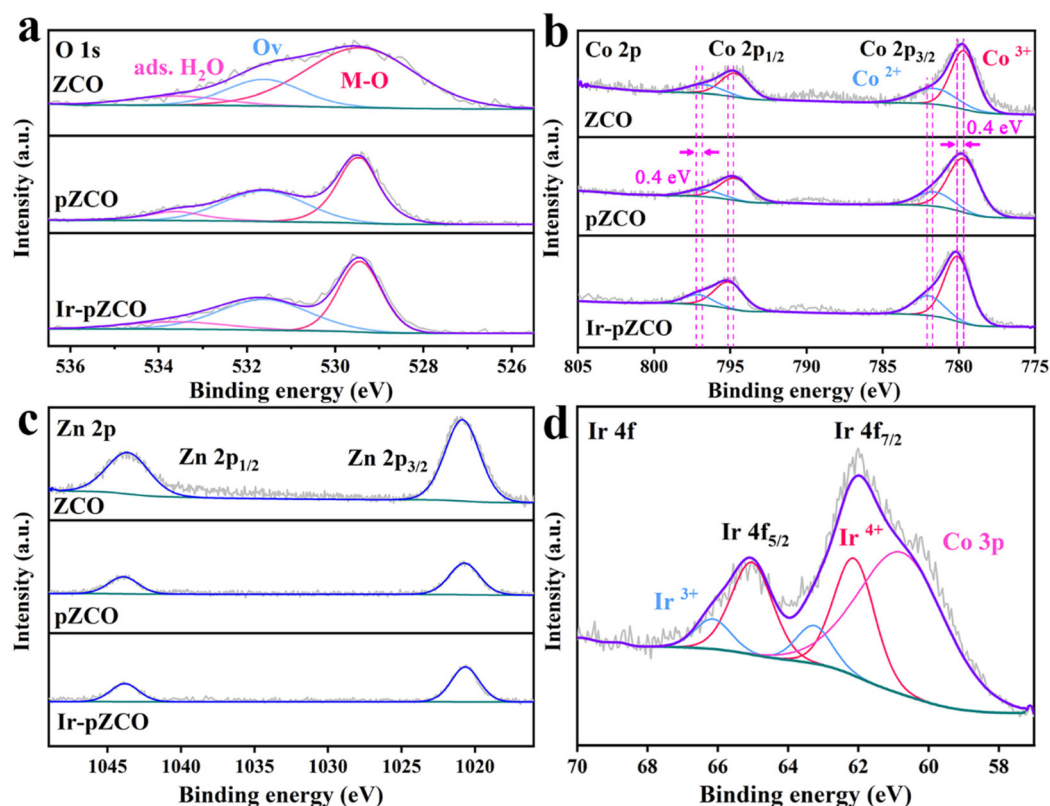 a
O 1s
ZCO
ads. H₂O
Ov
M-O
pZCO
Ir-pZCO
536 534 532 530 528 526
Binding energy (eV)
Intensity (a.u.)
b
Co 2p
Co 2p₁/₂
Co 2p₃/₂
Co ²⁺
Co ³⁺
ZCO
0.4 eV
0.4 eV
pZCO
Ir-pZCO
805 800 795 790 785 780 775
Binding energy (eV)
Intensity (a.u.)
c
Zn 2p
Zn 2p₁/₂
Zn 2p₃/₂
ZCO
pZCO
Ir-pZCO
1045 1040 1035 1030 1025 1020
Binding energy (eV)
Intensity (a.u.)
d
Ir 4f
Ir 4f₇/₂
Ir 4f₅/₂
Ir ⁴⁺
Co 3p
Ir ³⁺
70 68 66 64 62 60 58
Binding energy (eV)
Intensity (a.u.)